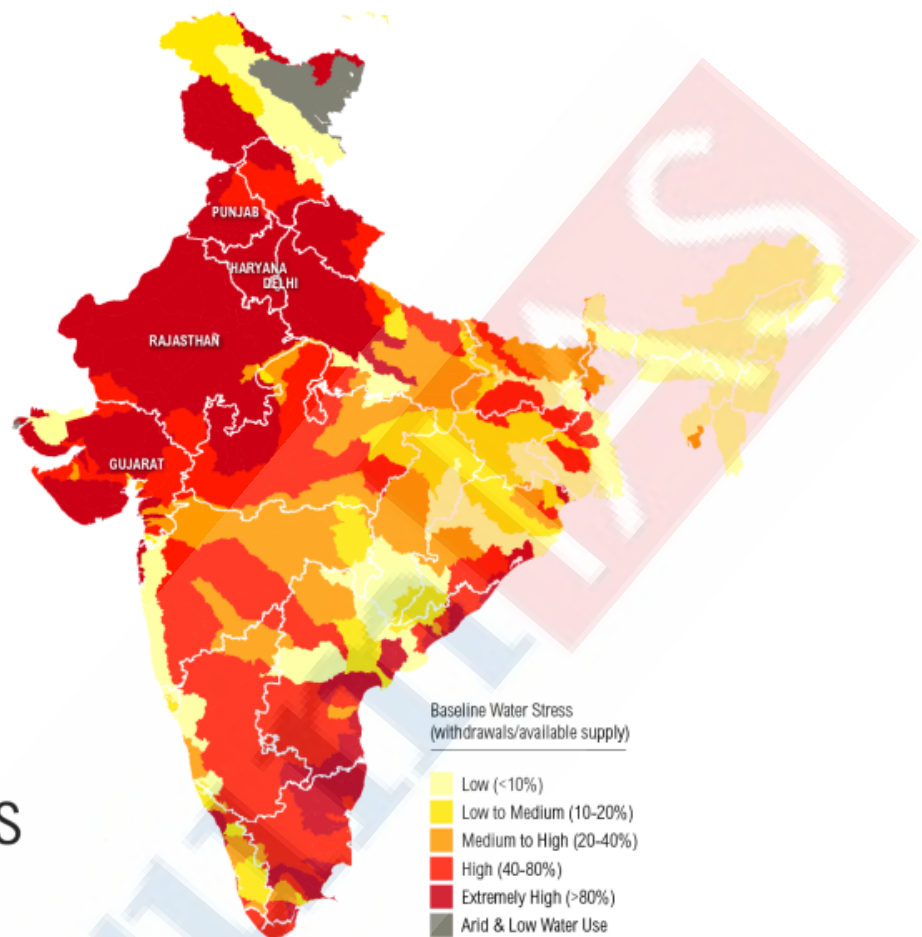 PUNJAB
HARYANA
DELHI
RAJASTHAN
GUJARAT
Baseline Water Stress
(withdrawals/available supply)
Low (<10%)
Low to Medium (10-20%)
Medium to High (20-40%)
High (40-80%)
Extremely High (>80%)
Arid & Low Water Use
S
IAS